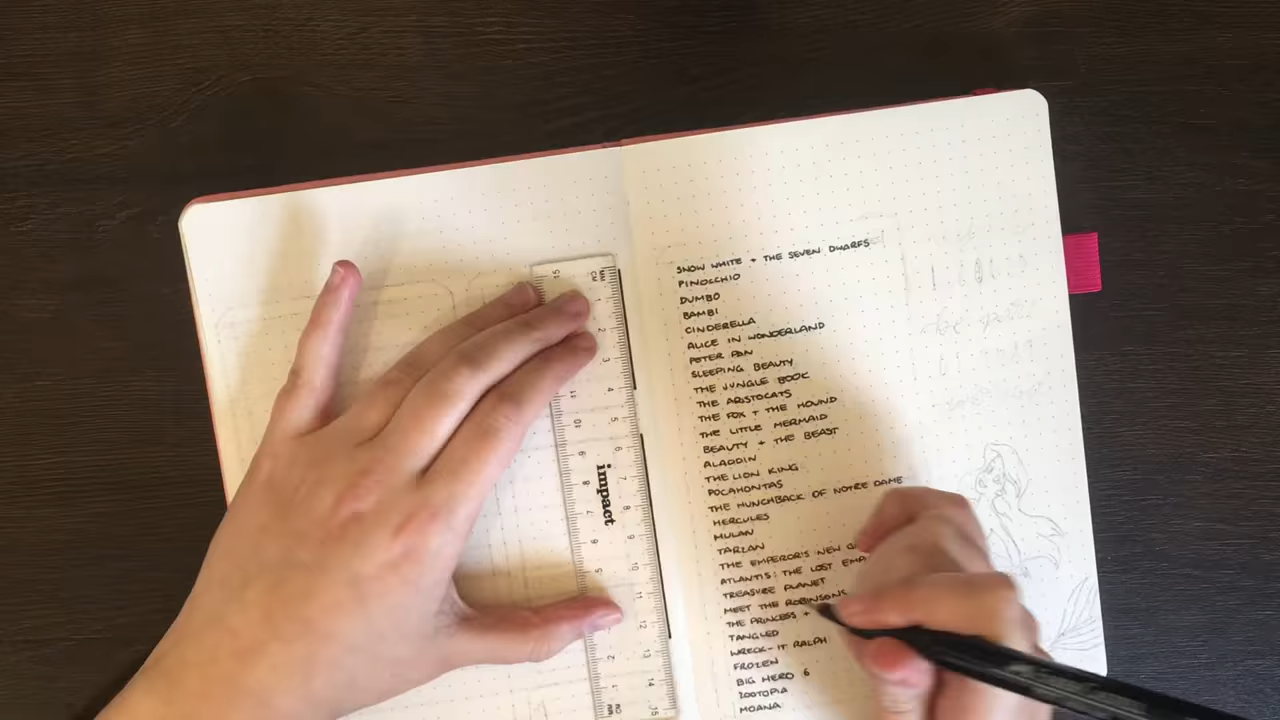 impact
SNOW WHITE + THE SEVEN DWARFS
PINOCCHIO
DUMBO
BAMBI
CINDERELLA
ALICE IN WONDERLAND
PETER PAN
SLEEPING BEAUTY
THE JUNGLE BOOK
THE ARISTOCATS
THE FOX + THE HOUND
THE LITTLE MERMAID
BEAUTY + THE BEAST
ALADDIN
THE LION KING
POCAHONTAS
THE HUNCHBACK OF NOTRE DAME
HERCULES
MULAN
TARZAN
THE EMPEROR'S NEW
ATLANTIS: THE LOST
TREASURE PLANET
MEET THE ROBINSONS
THE PRINCESS +
TANGLED
WRECK-IT RALPH
FROZEN
BIG HERO 6
ZOOTOPIA
MOANA